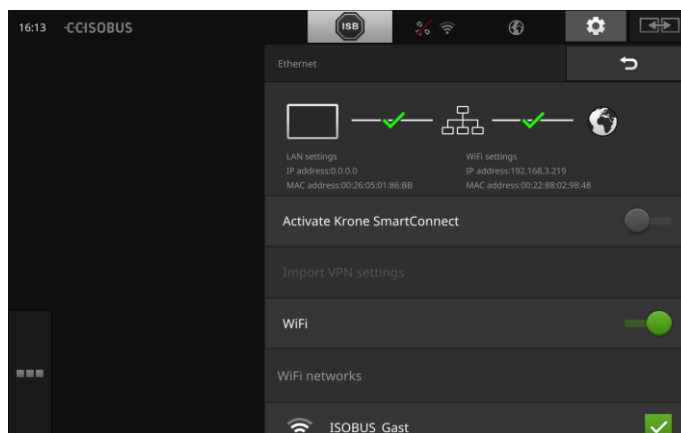 16:13 CCISOBUS ISB
Ethernet
LAN settings WiFi settings
IP address:0.0.0.0 IP address:192.168.3.219
MAC address:00:26:05:01:86:BB MAC address:00:22:88:02:98:48
Activate Krone SmartConnect
Import VPN settings
WiFi
WiFi networks
ISOBUS_Gast